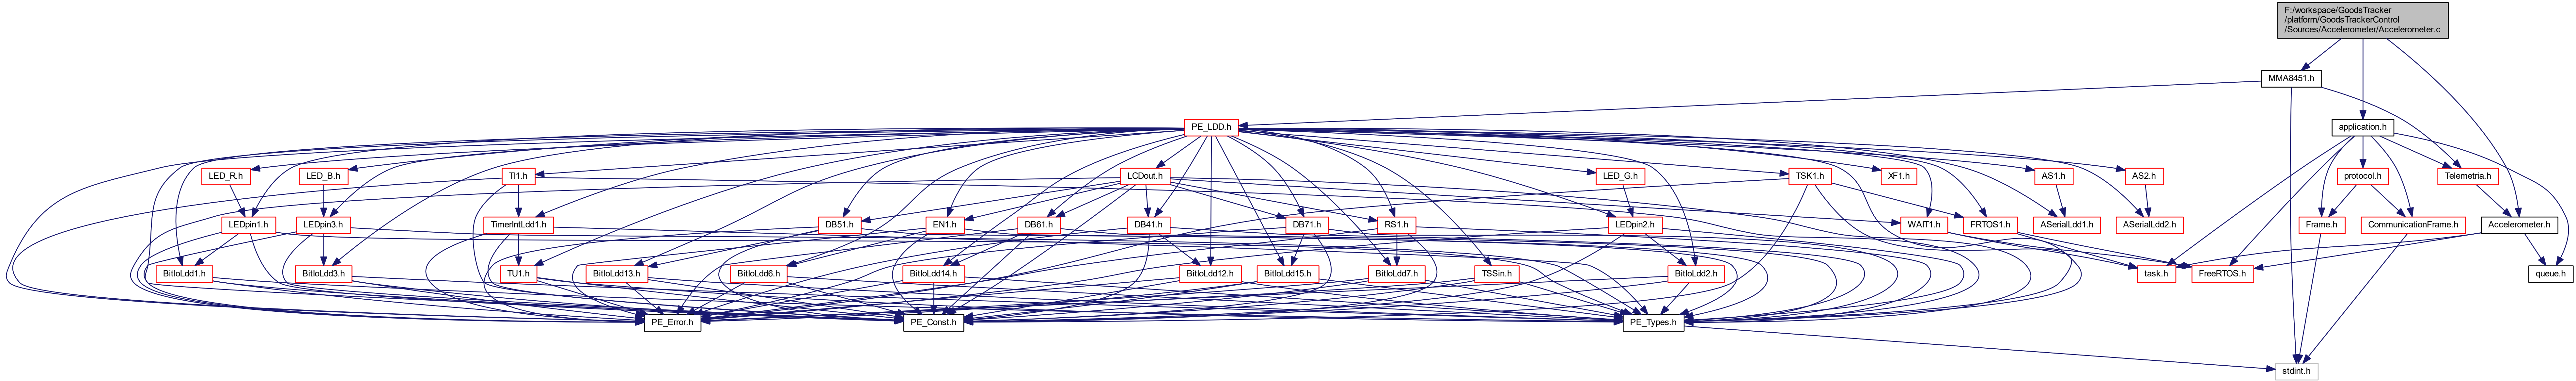 F:/workspace/GoodsTracker
/platform/GoodsTrackerControl
/Sources/Accelerometer/Accelerometer.c
MMA8451.h
PE_LDD.h
application.h
LED_R.h
LED_B.h
TI1.h
LCDout.h
LED_G.h
TSK1.h
XF1.h
AS1.h
AS2.h
protocol.h
Telemetria.h
LEDpin1.h
LEDpin3.h
TimerIntLdd1.h
DB51.h
EN1.h
DB61.h
DB41.h
DB71.h
RS1.h
LEDpin2.h
WAIT1.h
FRTOS1.h
ASerialLdd1.h
ASerialLdd2.h
Frame.h
CommunicationFrame.h
Accelerometer.h
BitIoLdd1.h
BitIoLdd3.h
TU1.h
BitIoLdd13.h
BitIoLdd6.h
BitIoLdd14.h
BitIoLdd12.h
BitIoLdd15.h
BitIoLdd7.h
TSSin.h
BitIoLdd2.h
task.h
FreeRTOS.h
queue.h
PE_Error.h
PE_Const.h
PE_Types.h
stdint.h